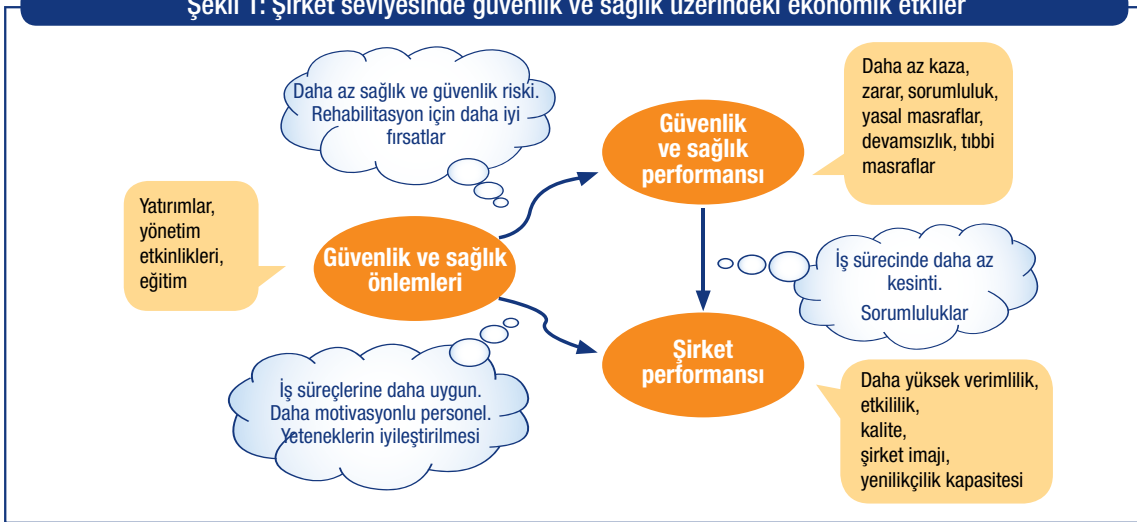 Şekil 1: Şirket seviyesinde güvenlik ve sağlık üzerindeki ekonomik etkiler
Daha az sağlık ve güvenlik riski.
Rehabilitasyon için daha iyi
fırsatlar
Güvenlik
ve sağlık
performansı
Daha az kaza,
zarar, sorumluluk,
yasal masraflar,
devamsızlık, tıbbi
masraflar
Yatırımlar,
yönetim
etkinlikleri,
eğitim
Güvenlik ve sağlık
önlemleri
İş sürecinde daha az
kesinti.
Sorumluluklar
İş süreçlerine daha uygun.
Daha motivasyonlu personel.
Yeteneklerin iyileştirilmesi
Şirket
performansı
Daha yüksek verimlilik,
etkililik,
kalite,
şirket imajı,
yenilikçilik kapasitesi